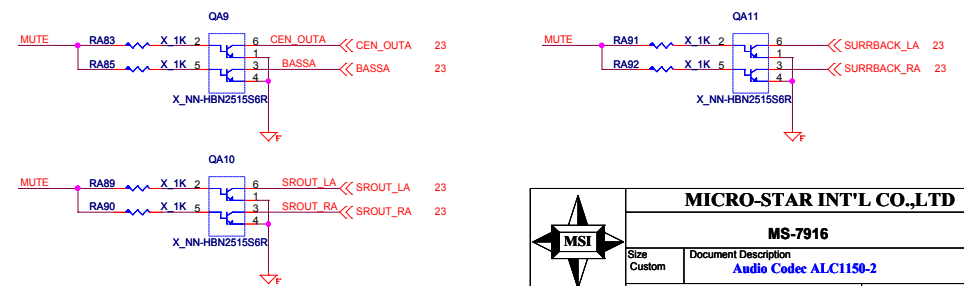 QA9
MUTE RA83 X_1K 2 6 CEN_OUTA CEN_OUTA 23
1
RA85 X_1K 5 3 BASSA BASSA 23
4
X_NN-HBN2515S6R
F
QA11
MUTE RA91 X_1K 2 6 SURRBACK_LA 23
1
RA92 X_1K 5 3 SURRBACK_RA 23
4
X_NN-HBN2515S6R
F
QA10
MUTE RA89 X_1K 2 6 SROUT_LA SROUT_LA 23
1
RA90 X_1K 5 3 SROUT_RA SROUT_RA 23
4
X_NN-HBN2515S6R
F
MSI
MICRO-STAR INT'L CO.,LTD
MS-7916
Size
Custom
Document Description
Audio Codec ALC1150-2